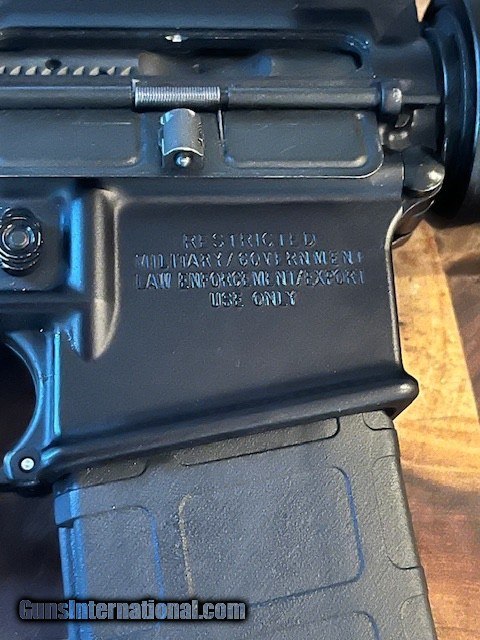 RESTRICTED
MILITARY/GOVERNMENT
LAW ENFORCEMENT/EXPORT
USE ONLY
GunsInternational.com